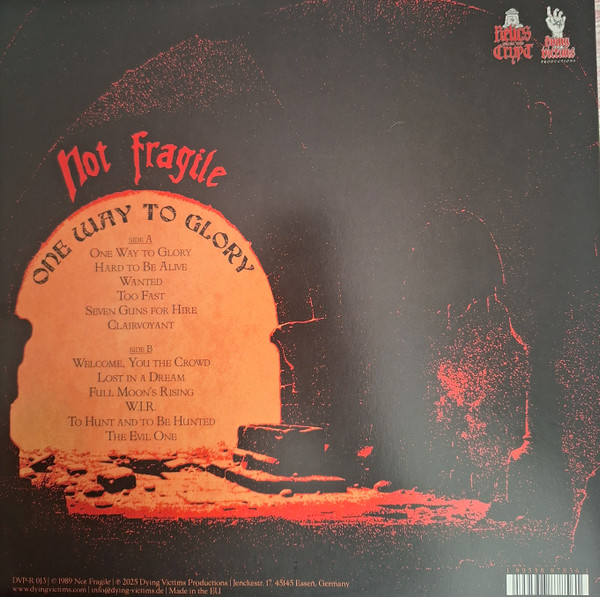 Relics
from the
Crypt
Dying
Victims
PRODUCTIONS
Not Fragile
ONE WAY TO GLORY
SIDE A
One Way to Glory
Hard to Be Alive
Wanted
Too Fast
Seven Guns for Hire
Clairvoyant
SIDE B
Welcome, You the Crowd
Lost in a Dream
Full Moon's Rising
W.I.R.
To Hunt and to Be Hunted
The Evil One
DVP-R 013 | © 1989 Not Fragile | ℗ 2025 Dying Victims Productions | Jenckestr. 17, 45145 Essen, Germany
www.dyingvictims.com | info@dying-victims.de | Made in the EU